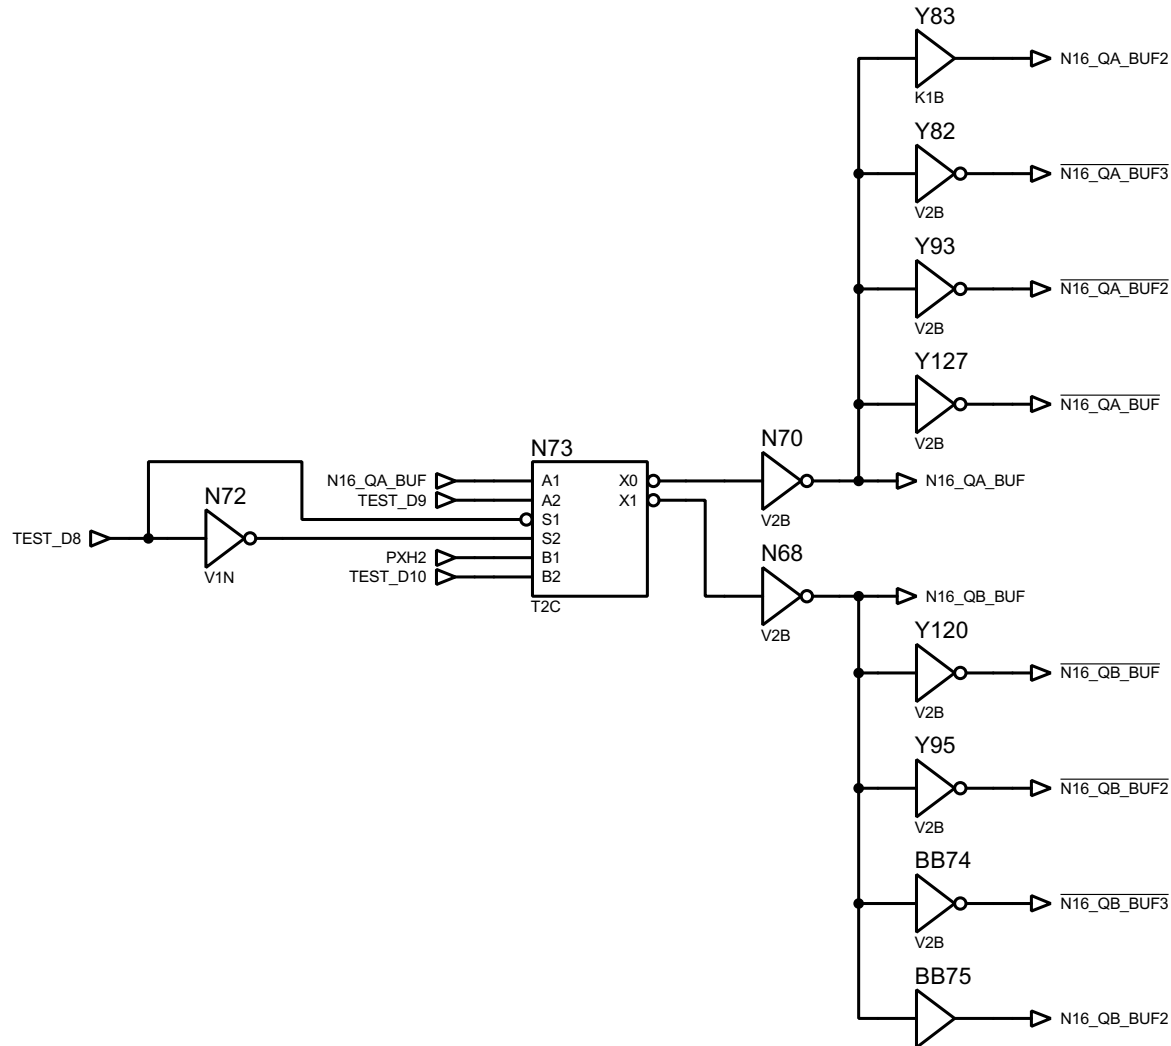 Y83
K1B
N16_QA_BUF2
Y82
V2B
N16_QA_BUF3
Y93
V2B
N16_QA_BUF2
Y127
V2B
N16_QA_BUF
TEST_D8
N72
V1N
N16_QA_BUF
TEST_D9
PXH2
TEST_D10
N73
A1
A2
S1
S2
B1
B2
X0
X1
T2C
N70
V2B
N16_QA_BUF
N68
V2B
N16_QB_BUF
Y120
V2B
N16_QB_BUF
Y95
V2B
N16_QB_BUF2
BB74
V2B
N16_QB_BUF3
BB75
N16_QB_BUF2